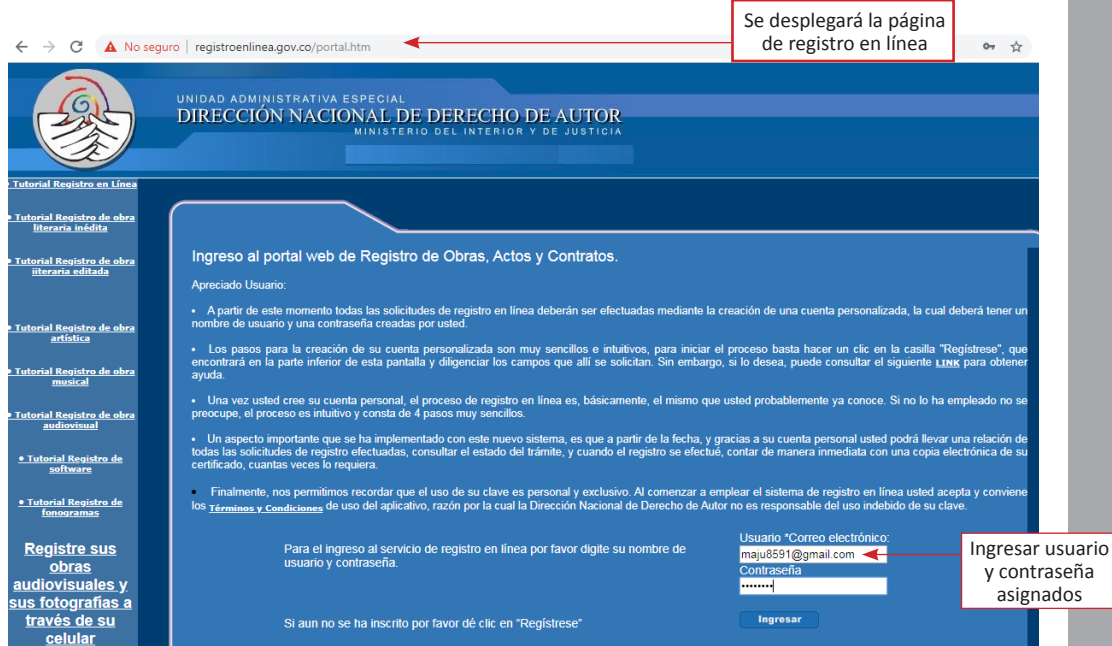 Se desplegará la página
de registro en línea
No seguro | registroenlinea.gov.co/portal.htm
UNIDAD ADMINISTRATIVA ESPECIAL
DIRECCIÓN NACIONAL DE DERECHO DE AUTOR
MINISTERIO DEL INTERIOR Y DE JUSTICIA
• Tutorial Registro en Línea
• Tutorial Registro de obra
literaria inédita
• Tutorial Registro de obra
iiteraria editada
• Tutorial Registro de obra
artística
• Tutorial Registro de obra
musical
• Tutorial Registro de obra
audiovisual
• Tutorial Registro de
software
• Tutorial Registro de
fonogramas
Registre sus
obras
audiovisuales y
sus fotografías a
través de su
celular
Ingreso al portal web de Registro de Obras, Actos y Contratos.
Apreciado Usuario:
• A partir de este momento todas las solicitudes de registro en línea deberán ser efectuadas mediante la creación de una cuenta personalizada, la cual deberá tener un
nombre de usuario y una contraseña creadas por usted.
• Los pasos para la creación de su cuenta personalizada son muy sencillos e intuitivos, para iniciar el proceso basta hacer un clic en la casilla "Regístrese", que
encontrará en la parte inferior de esta pantalla y diligenciar los campos que allí se solicitan. Sin embargo, si lo desea, puede consultar el siguiente LINK para obtener
ayuda.
• Una vez usted cree su cuenta personal, el proceso de registro en línea es, básicamente, el mismo que usted probablemente ya conoce. Si no lo ha empleado no se
preocupe, el proceso es intuitivo y consta de 4 pasos muy sencillos.
• Un aspecto importante que se ha implementado con este nuevo sistema, es que a partir de la fecha, y gracias a su cuenta personal usted podrá llevar una relación de
todas las solicitudes de registro efectuadas, consultar el estado del trámite, y cuando el registro se efectué, contar de manera inmediata con una copia electrónica de su
certificado, cuantas veces lo requiera.
• Finalmente, nos permitimos recordar que el uso de su clave es personal y exclusivo. Al comenzar a emplear el sistema de registro en línea usted acepta y conviene
los Términos y Condiciones de uso del aplicativo, razón por la cual la Dirección Nacional de Derecho de Autor no es responsable del uso indebido de su clave.
Para el ingreso al servicio de registro en línea por favor digite su nombre de
usuario y contraseña.
Usuario *Correo electrónico:
maju8591@gmail.com
Contraseña
••••••••
Ingresar usuario
y contraseña
asignados
Si aun no se ha inscrito por favor dé clic en "Regístrese"
Ingresar